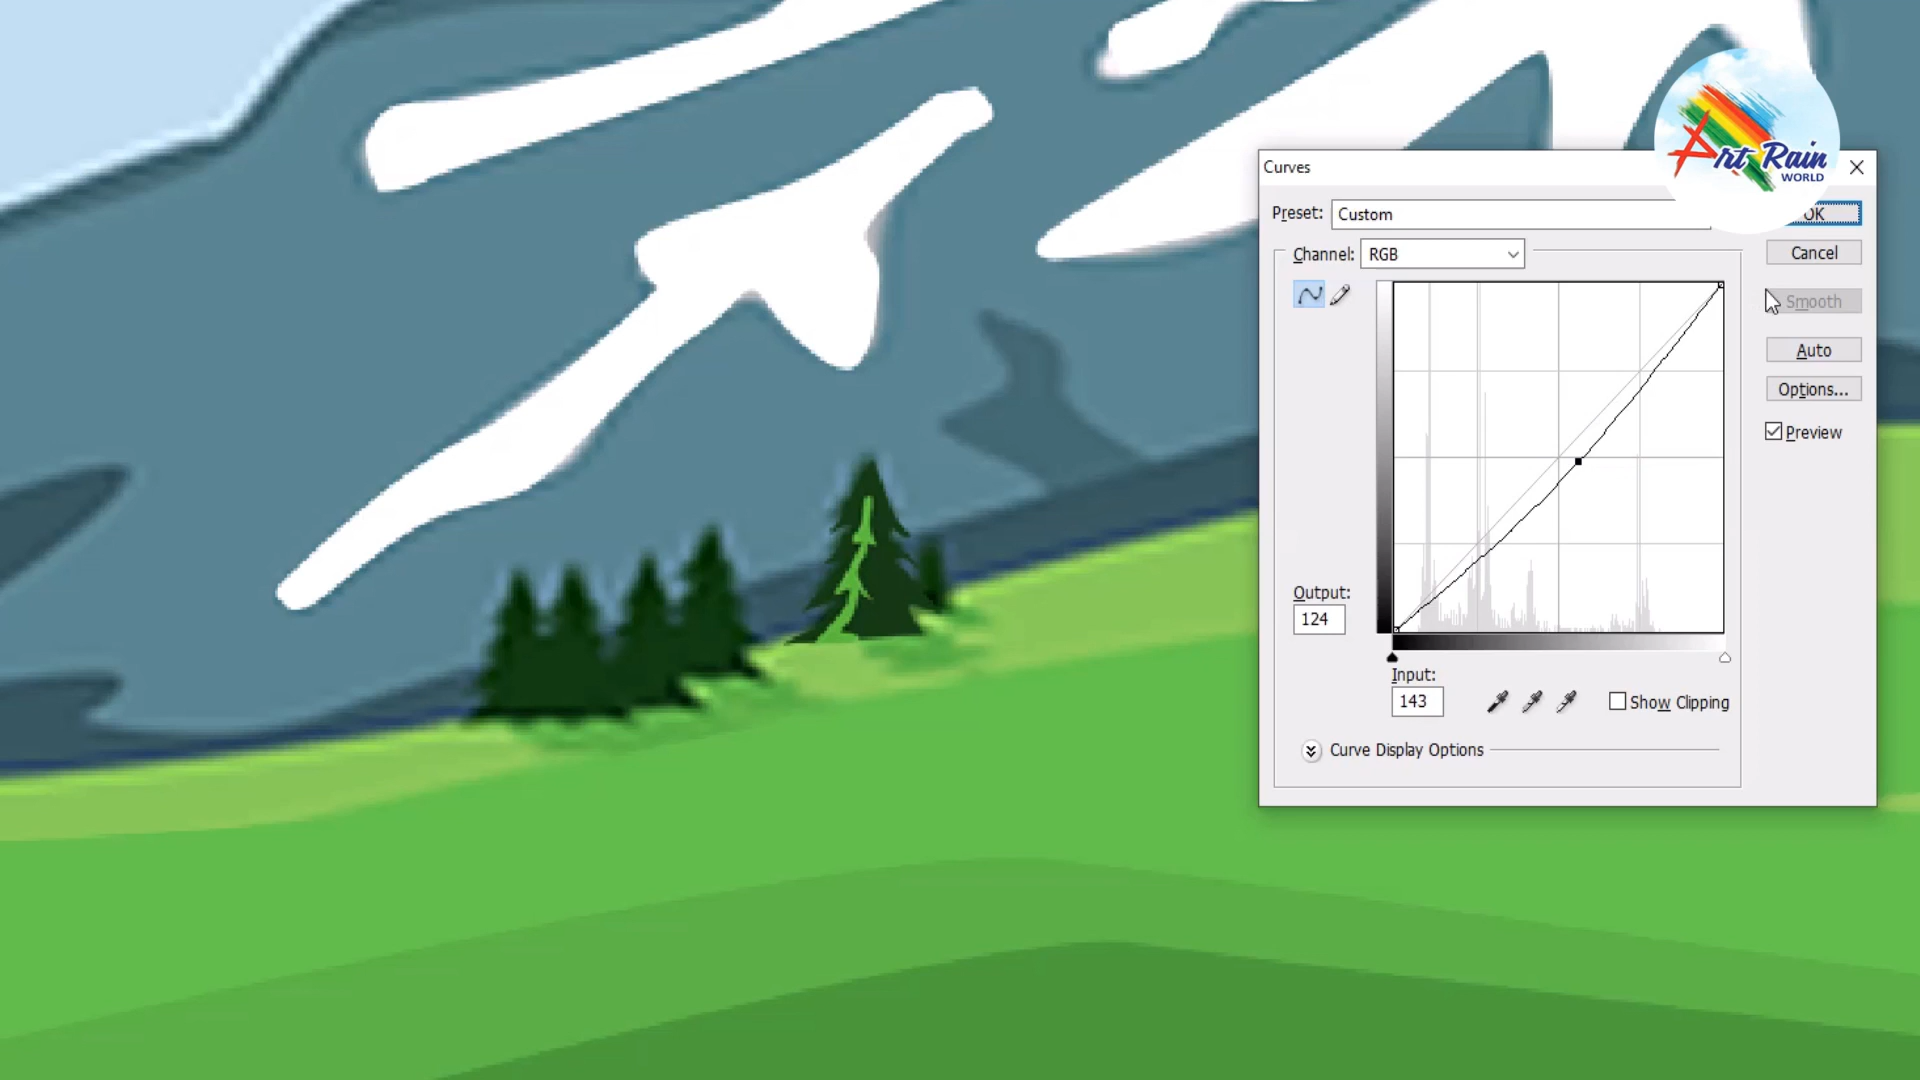 Art Rain
WORLD
Curves
Preset: Custom
OK
Channel: RGB
Cancel
Smooth
Auto
Options...
Preview
Output:
124
Input:
143
Show Clipping
Curve Display Options